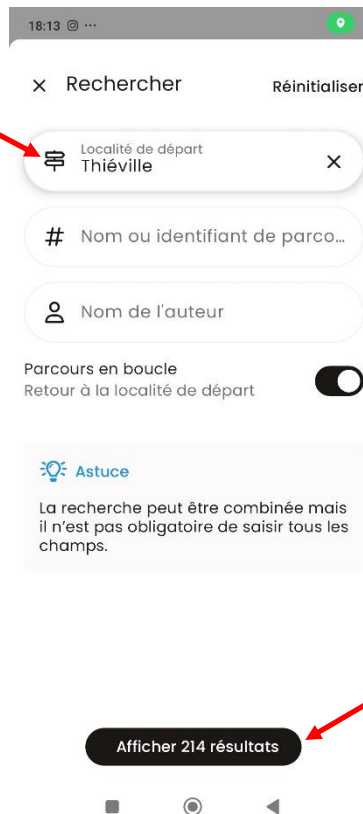 18:13
Rechercher
Réinitialiser
Localité de départ
Thiéville
# Nom ou identifiant de parco...
Nom de l'auteur
Parcours en boucle
Retour à la localité de départ
Astuce
La recherche peut être combinée mais
il n'est pas obligatoire de saisir tous les
champs.
Afficher 214 résultats